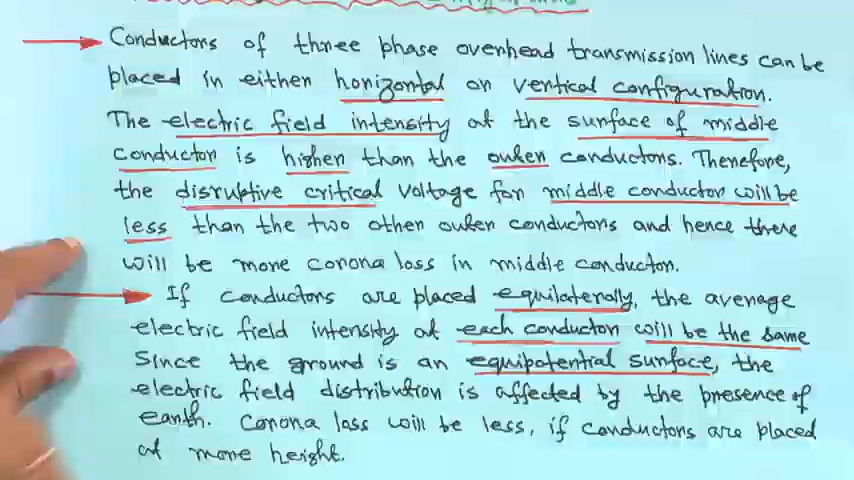 Conductors of three phase overhead transmission lines can be
placed in either horizontal or vertical configuration.
The electric field intensity at the surface of middle
conductor is higher than the outer conductors. Therefore,
the disruptive critical voltage for middle conductor will be
less than the two other outer conductors and hence there
will be more corona loss in middle conductor.
If conductors are placed equilaterally, the average
electric field intensity at each conductor will be the same
Since the ground is an equipotential surface, the
electric field distribution is affected by the presence of
earth. Corona loss will be less, if conductors are placed
at more height.